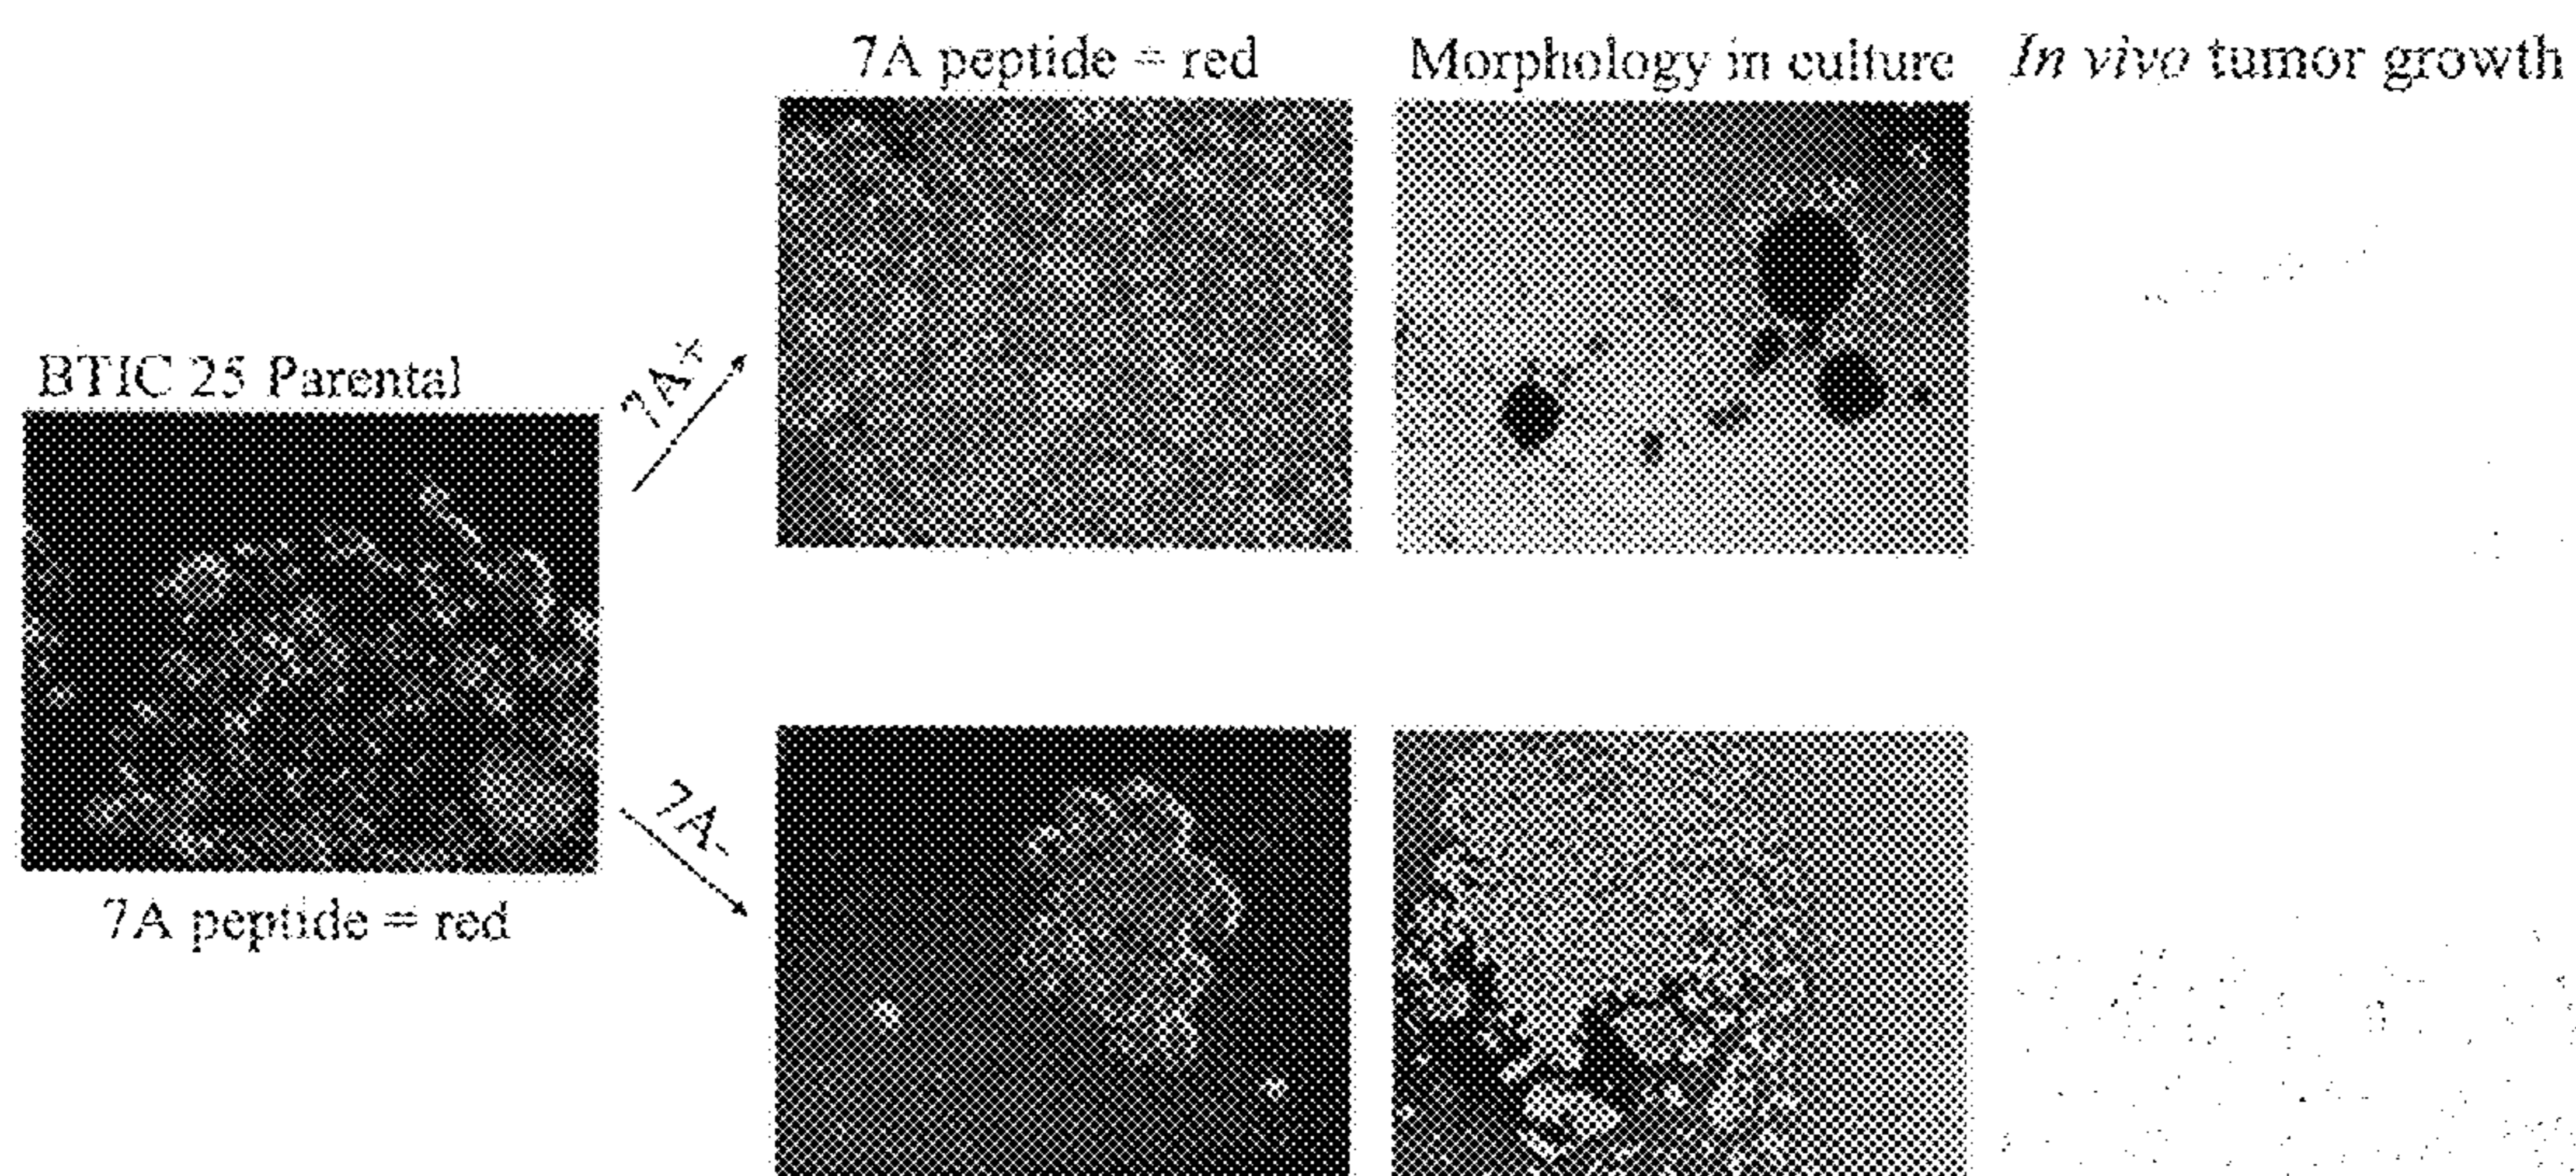 7A peptide = red
Morphology in culture
In vivo tumor growth
BTIC 25 Parental
7A+
7A-
7A peptide = red